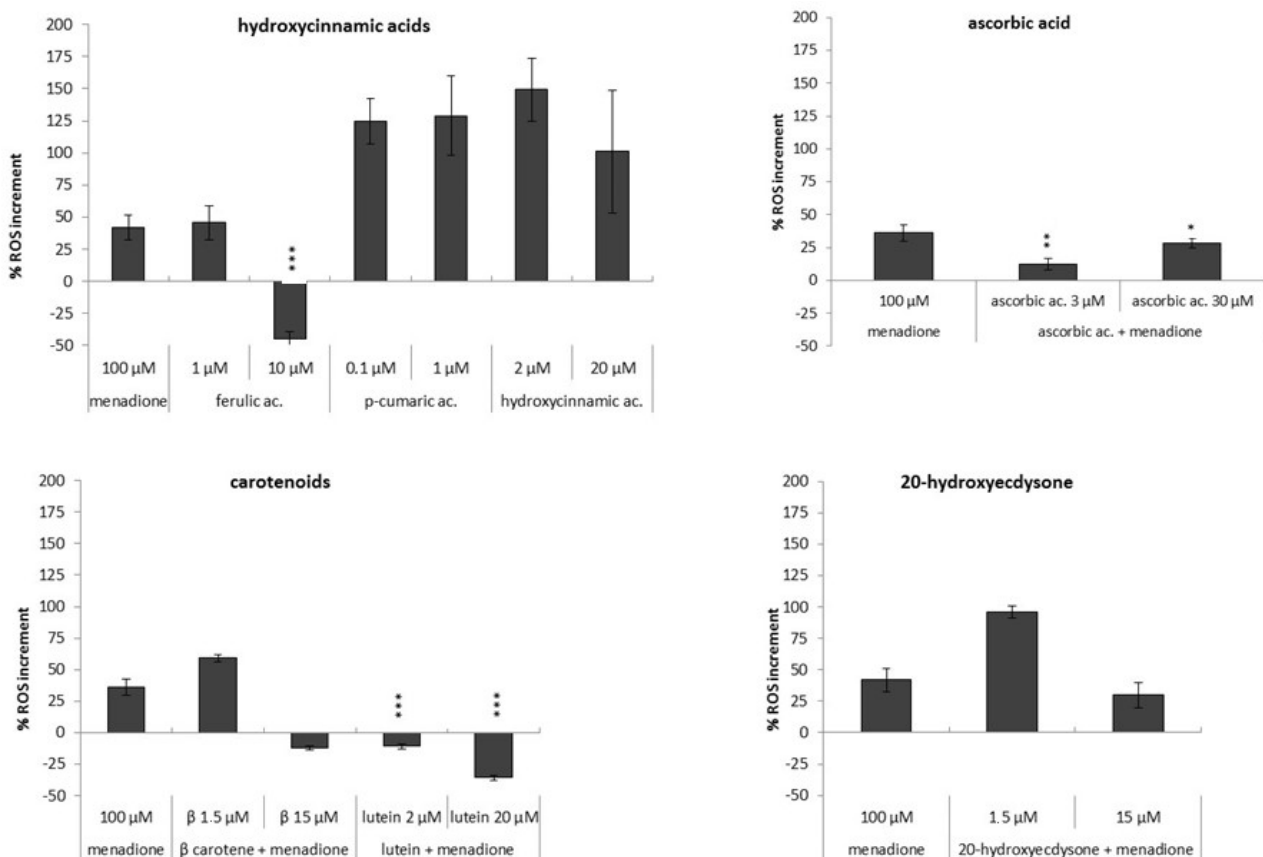 hydroxycinnamic acids
% ROS increment
200
175
150
125
100
75
50
25
0
-25
-50
***
100 µM 1 µM 10 µM 0.1 µM 1 µM 2 µM 20 µM
menadione ferulic ac. p-cumaric ac. hydroxycinnamic ac.
ascorbic acid
% ROS increment
200
175
150
125
100
75
50
25
0
-25
-50
** *
100 µM ascorbic ac. 3 µM ascorbic ac. 30 µM
menadione ascorbic ac. + menadione
carotenoids
% ROS increment
200
175
150
125
100
75
50
25
0
-25
-50
*** ***
100 µM β 1.5 µM β 15 µM lutein 2 µM lutein 20 µM
menadione β carotene + menadione lutein + menadione
20-hydroxyecdysone
% ROS increment
200
175
150
125
100
75
50
25
0
-25
-50
100 µM 1.5 µM 15 µM
menadione 20-hydroxyecdysone + menadione